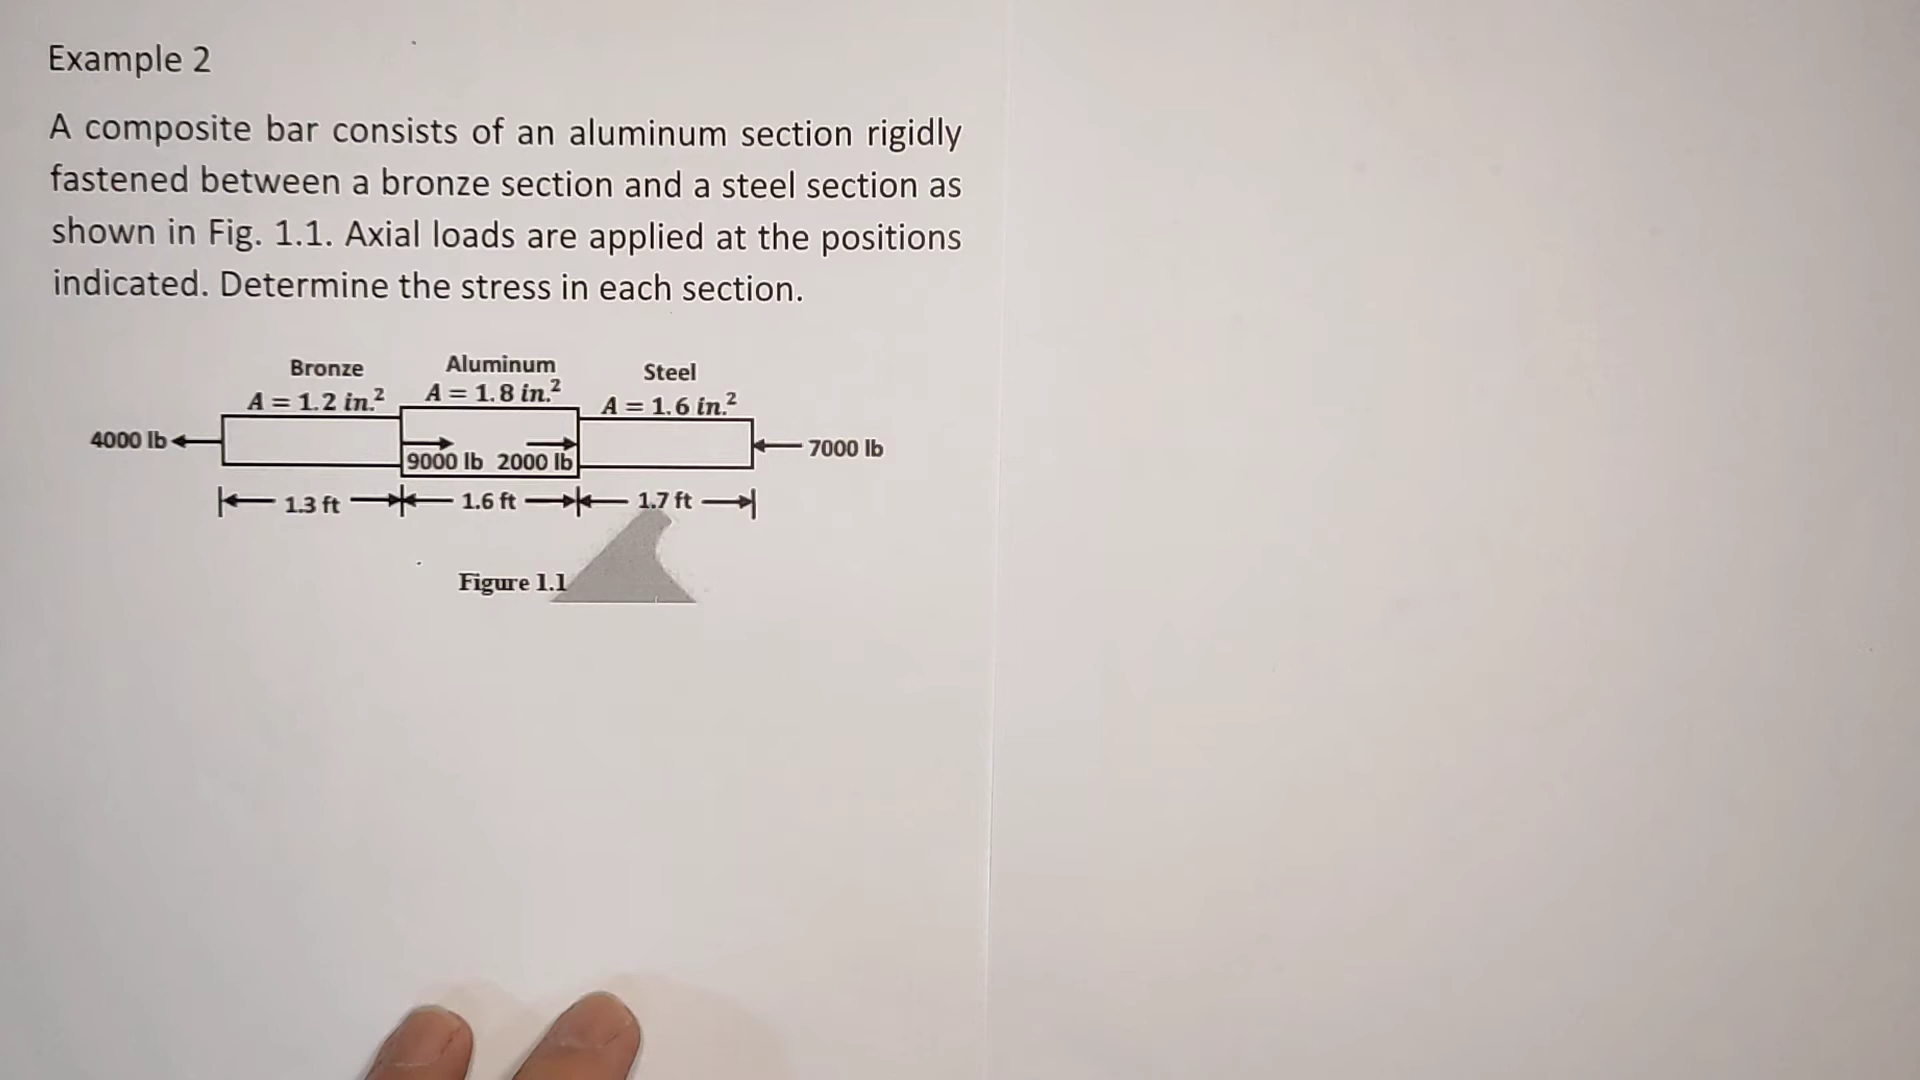 Example 2
A composite bar consists of an aluminum section rigidly
fastened between a bronze section and a steel section as
shown in Fig. 1.1. Axial loads are applied at the positions
indicated. Determine the stress in each section.
Bronze Aluminum Steel
A = 1.2 in.² A = 1.8 in.² A = 1.6 in.²
4000 lb 9000 lb 2000 lb 7000 lb
1.3 ft 1.6 ft 1.7 ft
Figure 1.1